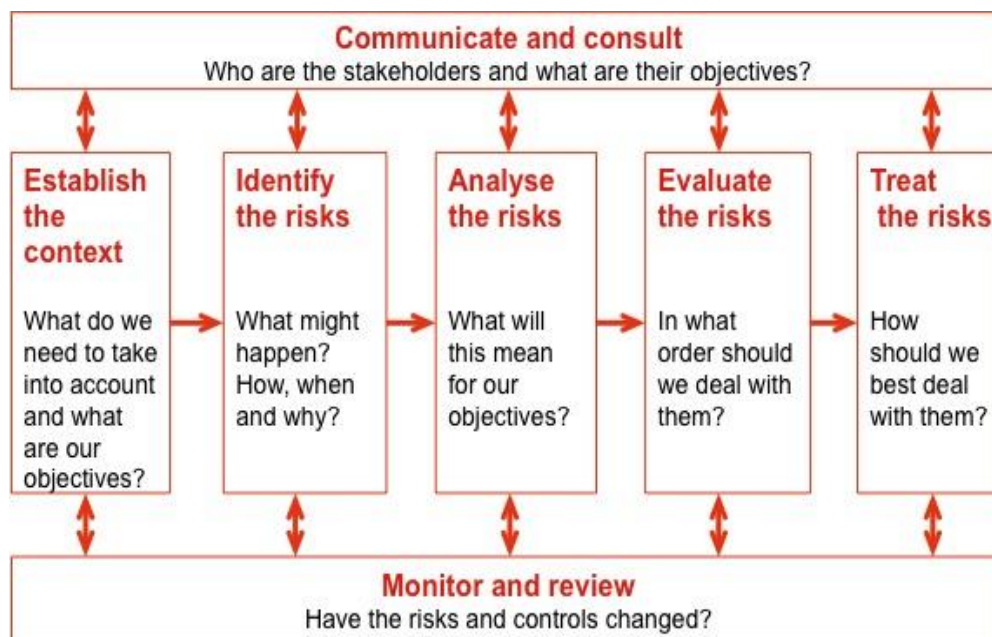 Communicate and consult
Who are the stakeholders and what are their objectives?
Establish
the
context
What do we
need to take
into account
and what
are our
objectives?
Identify
the risks
What might
happen?
How, when
and why?
Analyse
the risks
What will
this mean
for our
objectives?
Evaluate
the risks
In what
order should
we deal with
them?
Treat
the risks
How
should we
best deal
with them?
Monitor and review
Have the risks and controls changed?